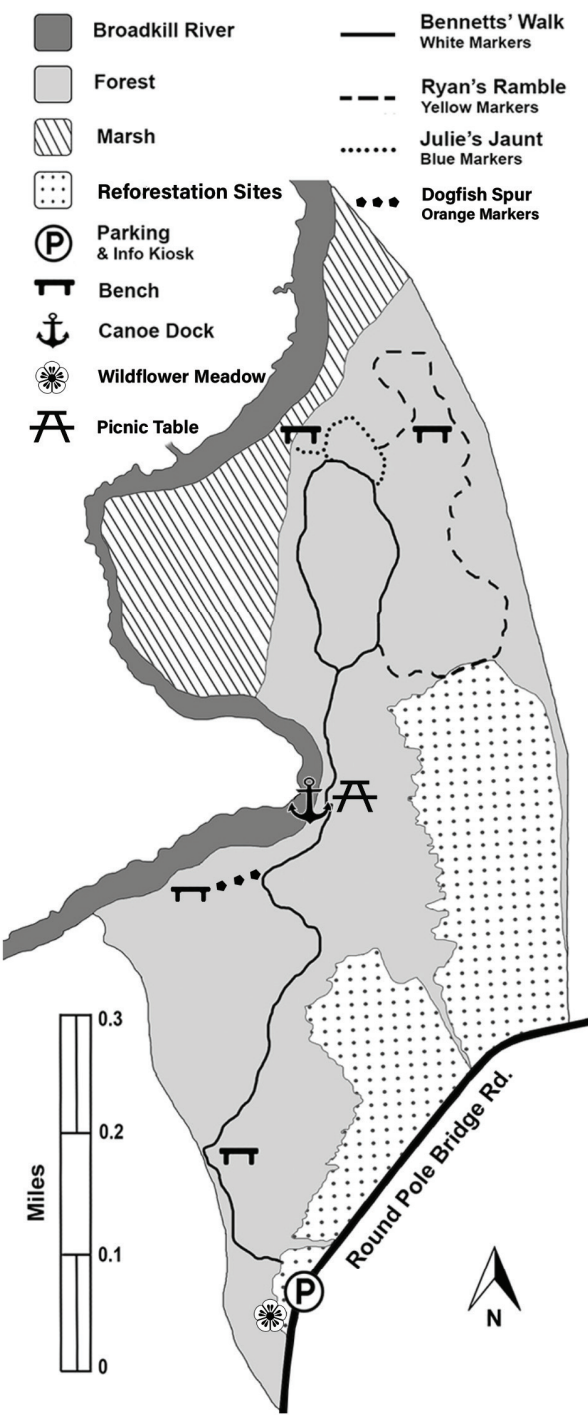 Broadkill River
Forest
Marsh
Reforestation Sites
P
Parking
& Info Kiosk
Bench
Canoe Dock
Wildflower Meadow
Picnic Table
Bennetts' Walk
White Markers
Ryan's Ramble
Yellow Markers
Julie's Jaunt
Blue Markers
Dogfish Spur
Orange Markers
0.3
0.2
0.1
0
Miles
Round Pole Bridge Rd.
P
N